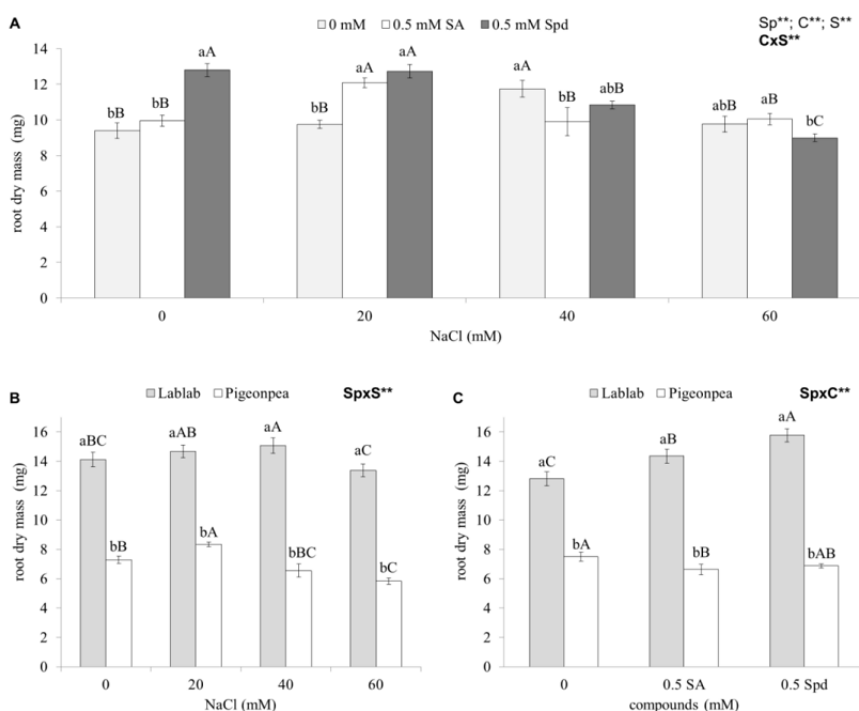 A
0 mM 0.5 mM SA 0.5 mM Spd
Sp**; C**; S**
CxS**
root dry mass (mg)
14
12
10
8
6
4
2
0
bB bB aA
bB aA aA
aA bB abB
abB aB bC
0 20 40 60
NaCl (mM)
B
Lablab Pigeonpea
SpxS**
root dry mass (mg)
16
14
12
10
8
6
4
2
0
aBC bB aAB bA aA bBC aC bC
0 20 40 60
NaCl (mM)
C
Lablab Pigeonpea
SpxC**
root dry mass (mg)
16
14
12
10
8
6
4
2
0
aC bA aB bB aA bAB
0 0.5 SA 0.5 Spd
compounds (mM)